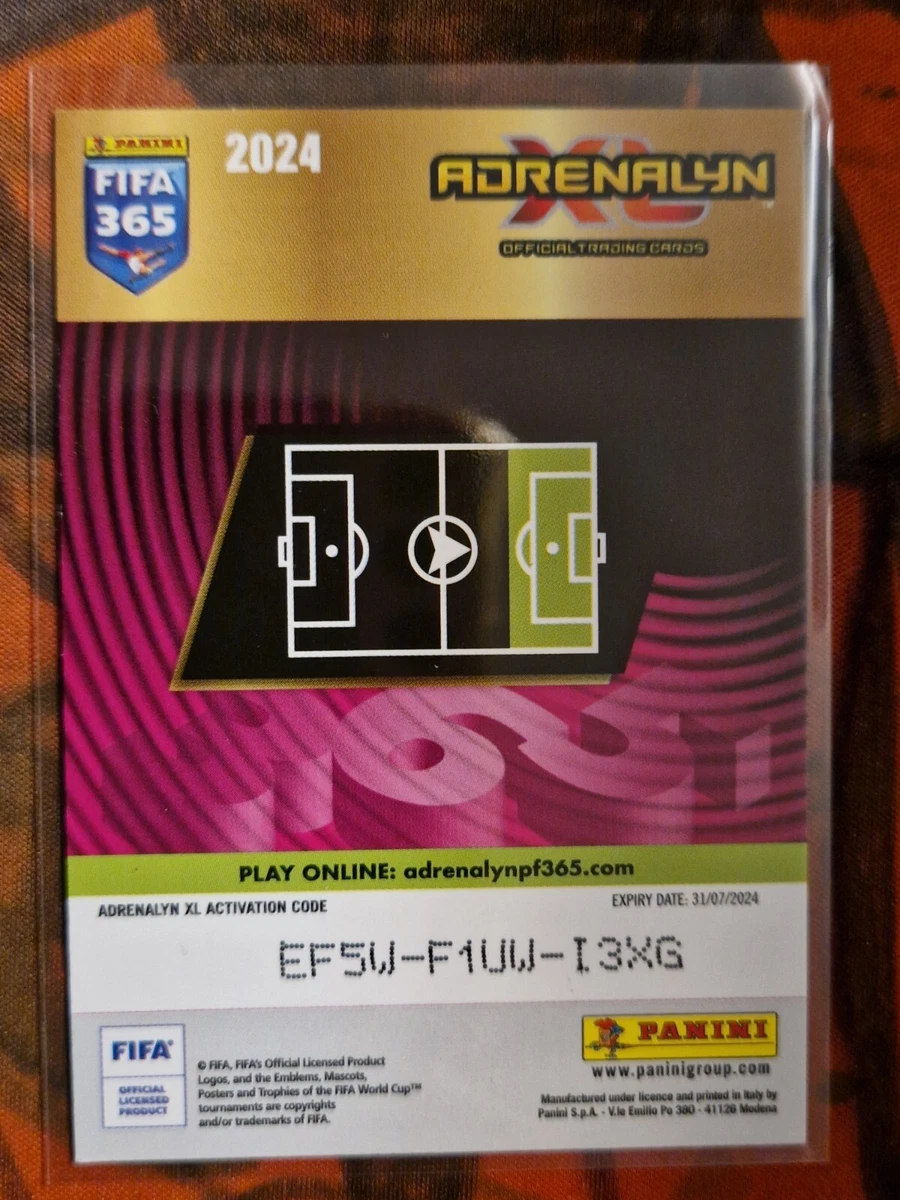 PANINI
FIFA
365
2024
ADRENALYN
XL
OFFICIAL TRADING CARDS
365
PLAY ONLINE: adrenalynpf365.com
ADRENALYN XL ACTIVATION CODE
EXPIRY DATE: 31/07/2024
EF5W-F1UW-I3XG
FIFA®
OFFICIAL
LICENSED
PRODUCT
© FIFA, FIFA's Official Licensed Product
Logos, and the Emblems, Mascots,
Posters and Trophies of the FIFA World Cup™
tournaments are copyrights
and/or trademarks of FIFA.
PANINI
www.paninigroup.com
Manufactured under licence and printed in Italy by
Panini S.p.A. - V.le Emilio Po 380 - 41126 Modena